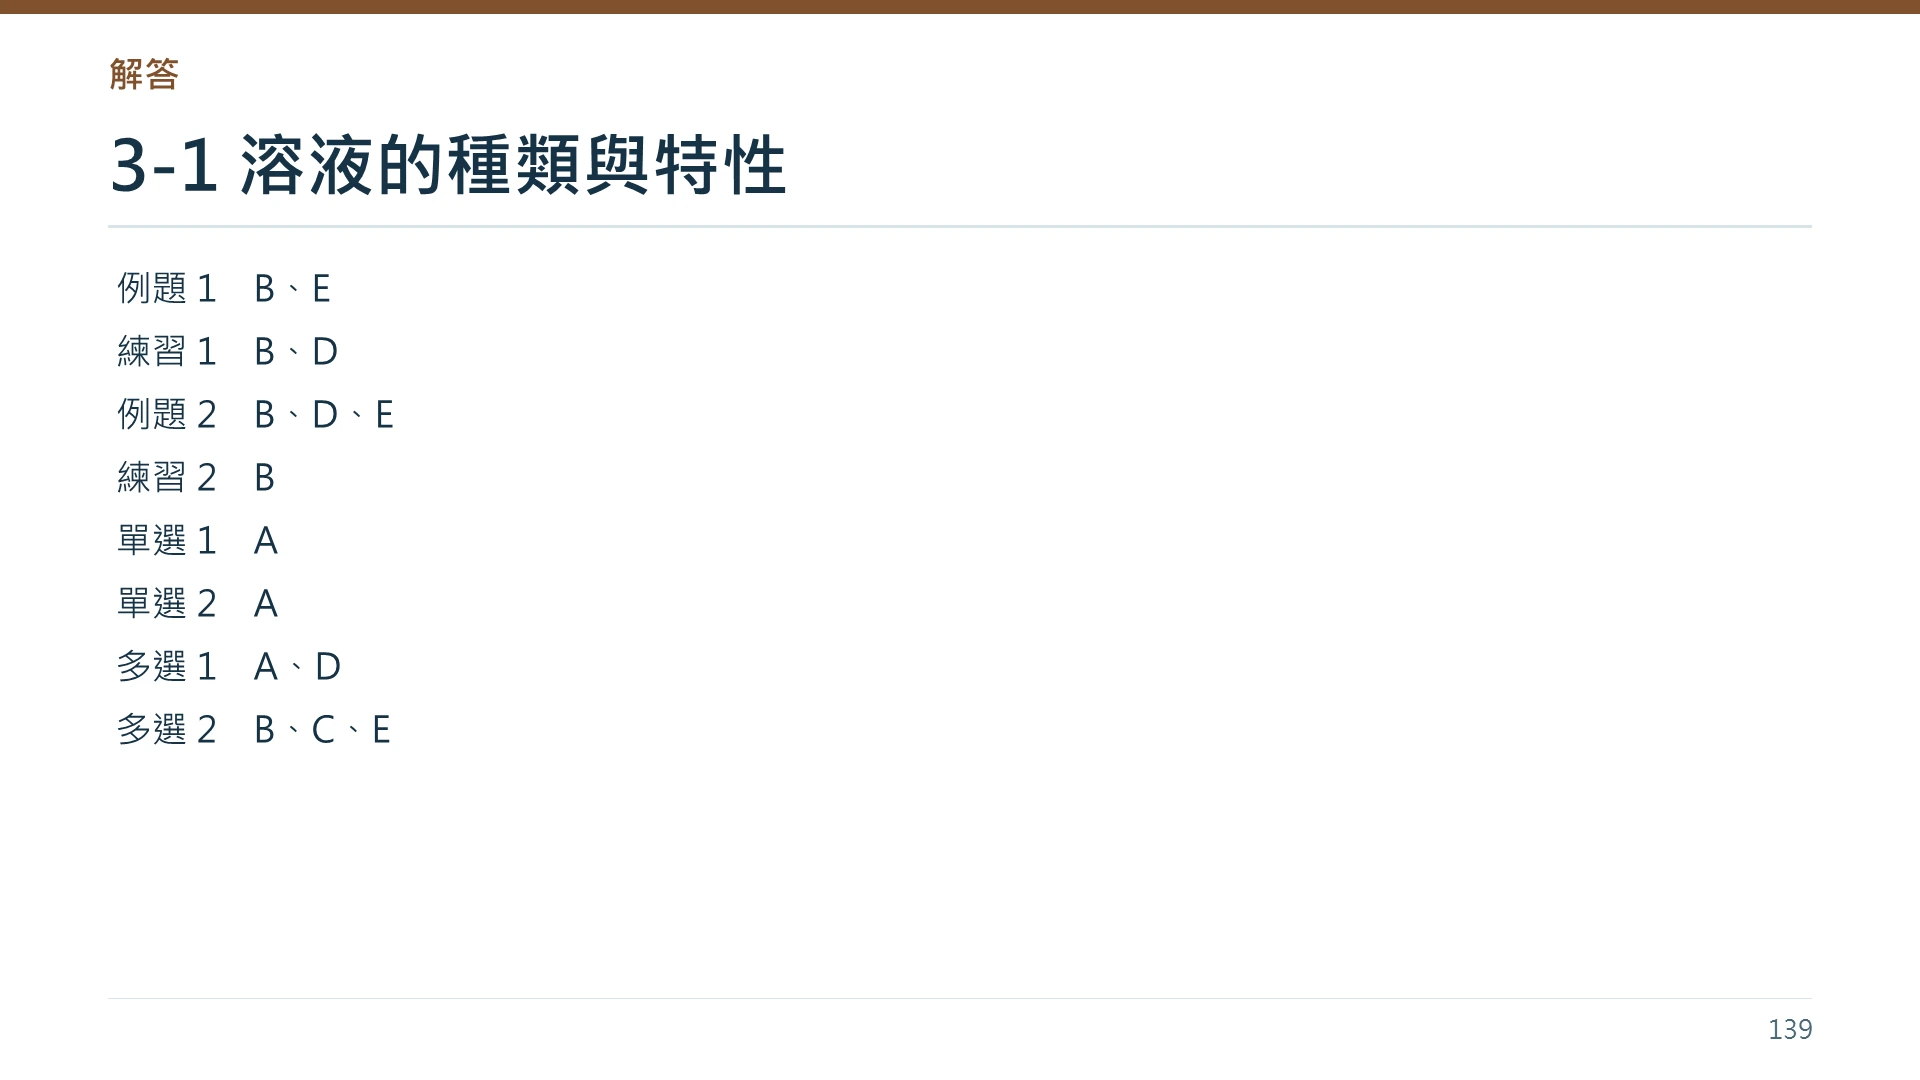 解答
3-1 溶液的種類與特性
例題 1 B、E
練習 1 B、D
例題 2 B、D、E
練習 2 B
單選 1 A
單選 2 A
多選 1 A、D
多選 2 B、C、E
139